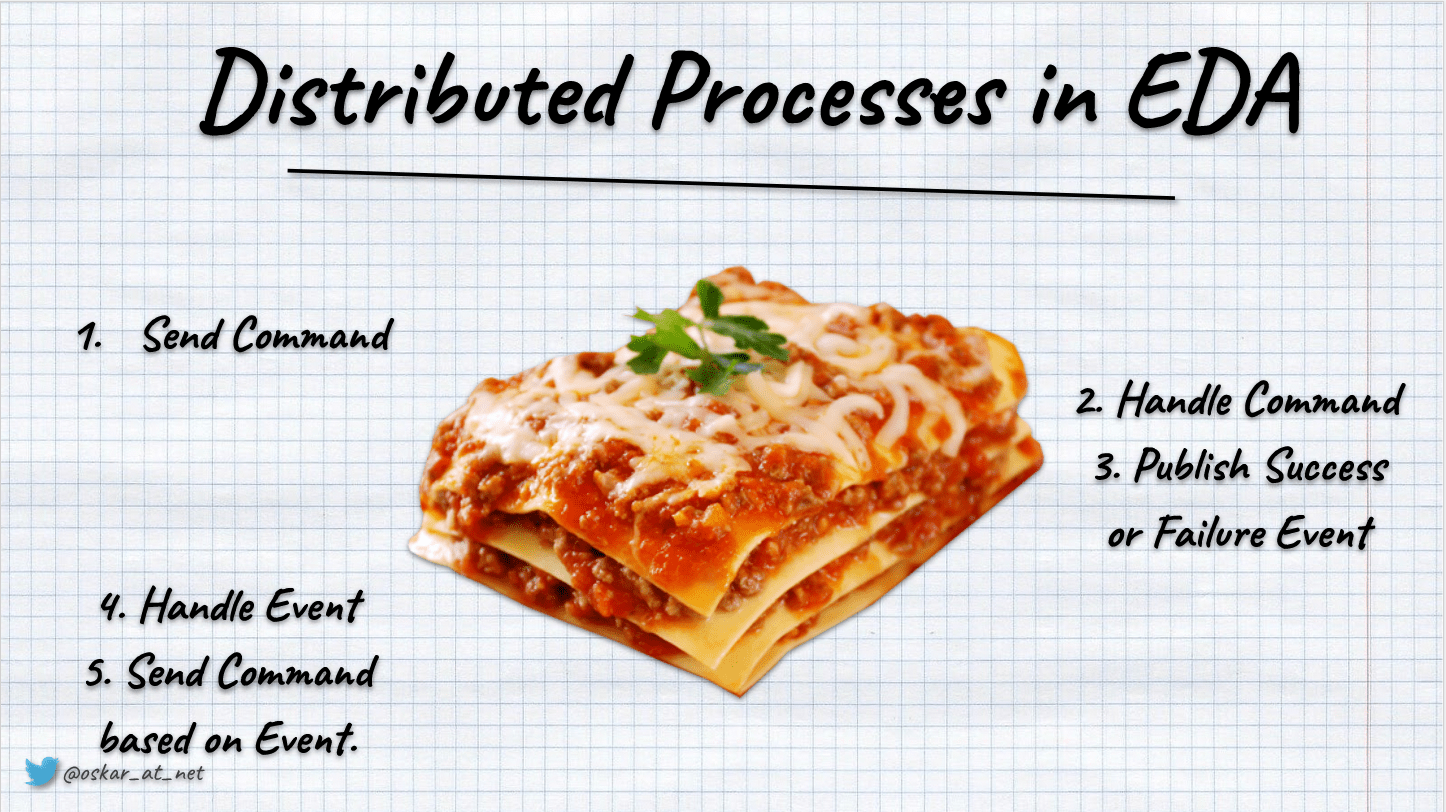 Distributed Processes in EDA
1. Send Command
2. Handle Command
3. Publish Success
or Failure Event
4. Handle Event
5. Send Command
based on Event.
@oskar_at_net